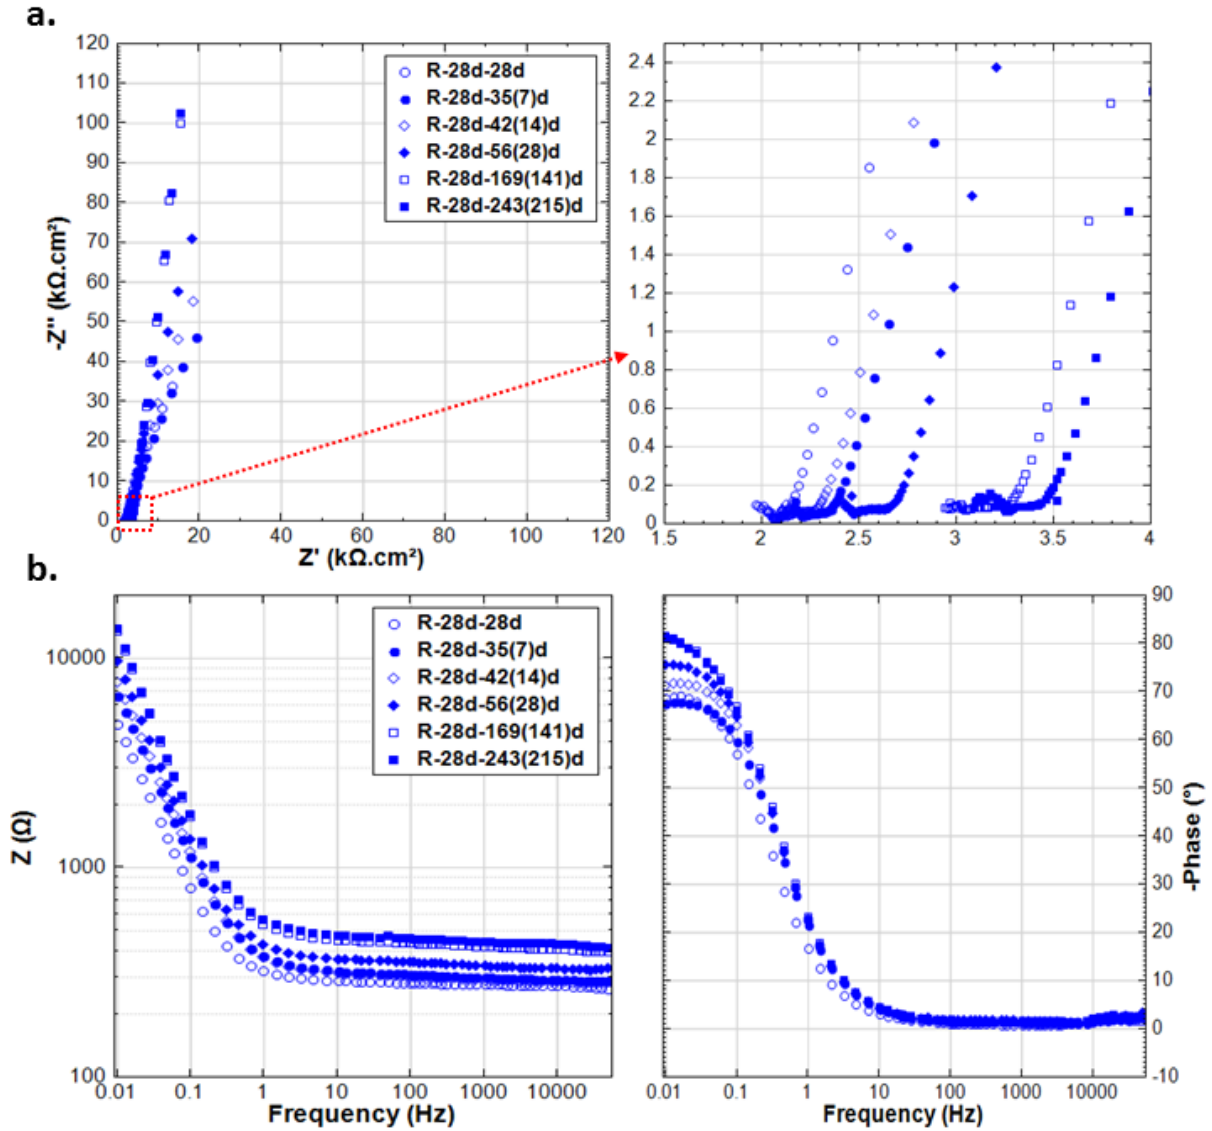 a.
120
110
100
90
80
70
60
50
40
30
20
10
0
-Z'' (kΩ.cm²)
0 20 40 60 80 100 120
Z' (kΩ.cm²)
R-28d-28d
R-28d-35(7)d
R-28d-42(14)d
R-28d-56(28)d
R-28d-169(141)d
R-28d-243(215)d
2.4
2.2
2
1.8
1.6
1.4
1.2
1
0.8
0.6
0.4
0.2
0
1.5 2 2.5 3 3.5 4
b.
10000
1000
100
Z (Ω)
0.01 0.1 1 10 100 1000 10000
Frequency (Hz)
R-28d-28d
R-28d-35(7)d
R-28d-42(14)d
R-28d-56(28)d
R-28d-169(141)d
R-28d-243(215)d
90
80
70
60
50
40
30
20
10
0
-10
-Phase (°)
0.01 0.1 1 10 100 1000 10000
Frequency (Hz)